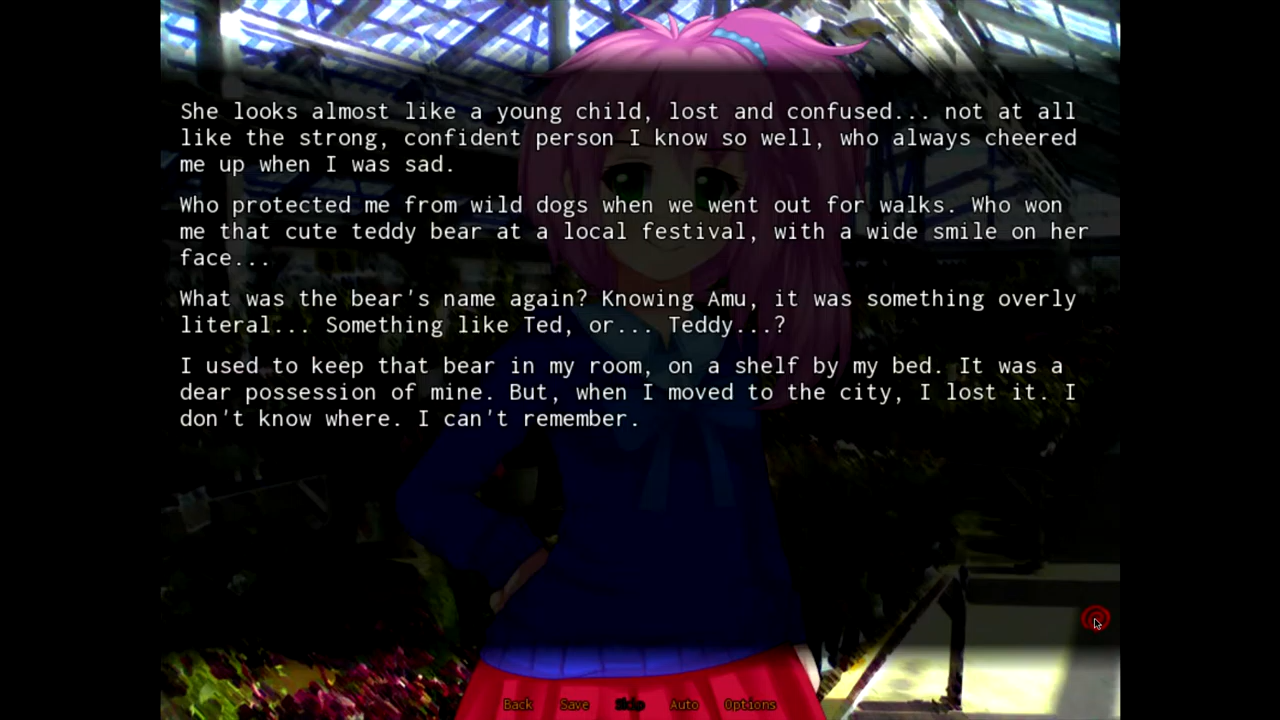 She looks almost like a young child, lost and confused... not at all
like the strong, confident person I know so well, who always cheered
me up when I was sad.
Who protected me from wild dogs when we went out for walks. Who won
me that cute teddy bear at a local festival, with a wide smile on her
face...
What was the bear's name again? Knowing Amu, it was something overly
literal... Something like Ted, or... Teddy...?
I used to keep that bear in my room, on a shelf by my bed. It was a
dear possession of mine. But, when I moved to the city, I lost it. I
don't know where. I can't remember.
Back Save Skip Auto Options